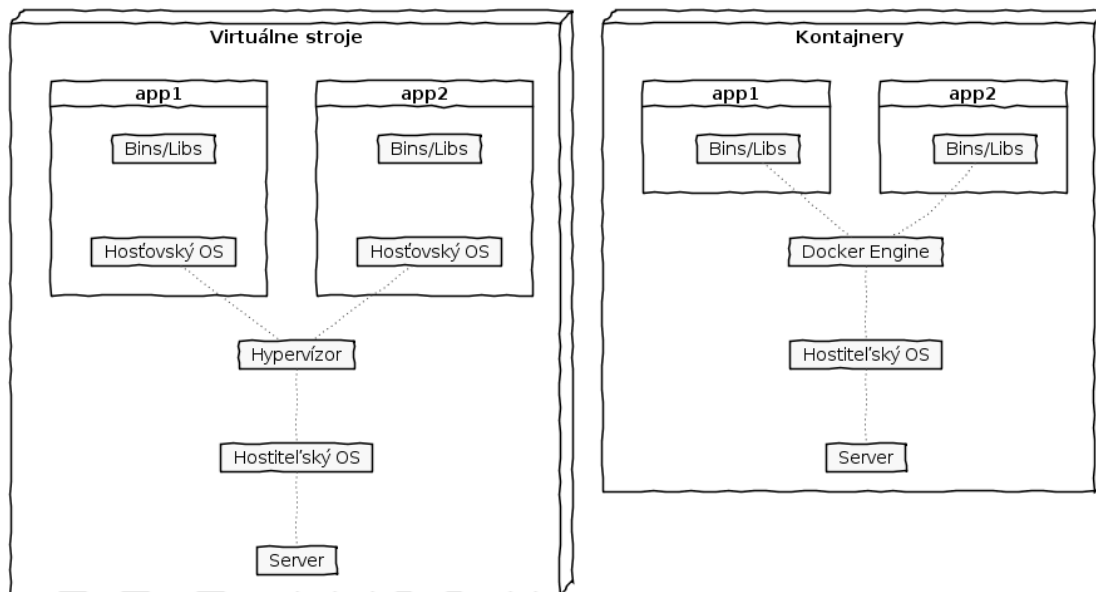 Virtuálne stroje
app1
app2
Bins/Libs
Bins/Libs
Hosťovský OS
Hosťovský OS
Hypervízor
Hostiteľský OS
Server
Kontajnery
app1
app2
Bins/Libs
Bins/Libs
Docker Engine
Hostiteľský OS
Server